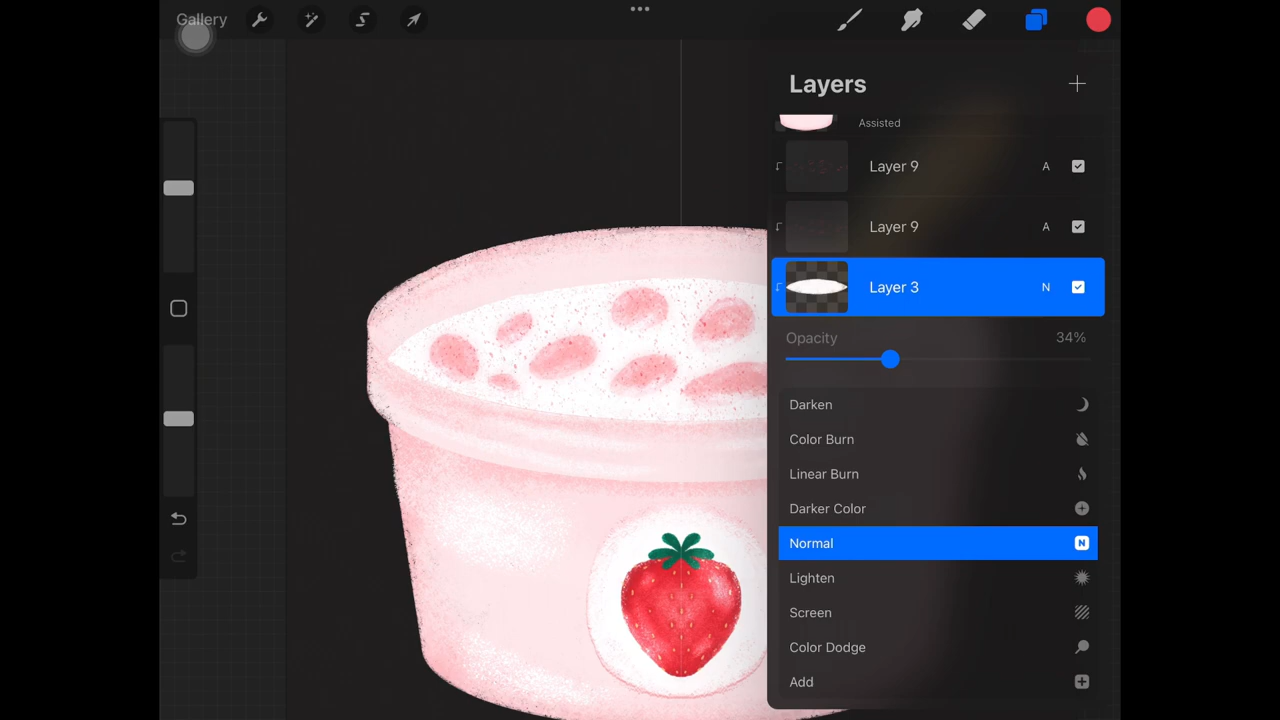 Gallery
Layers
Assisted
Layer 9 A
Layer 9 A
Layer 3 N
Opacity 34%
Darken
Color Burn
Linear Burn
Darker Color
Normal N
Lighten
Screen
Color Dodge
Add